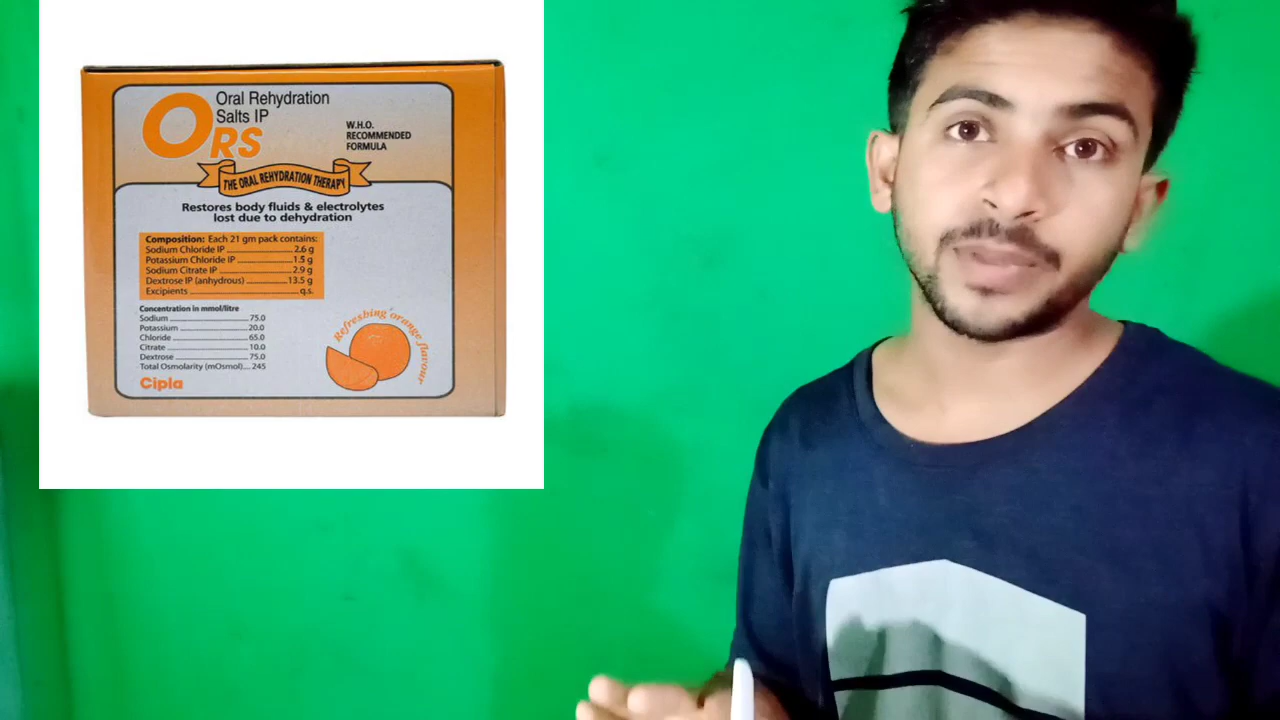 Oral Rehydration
Salts IP
ORS
W.H.O.
RECOMMENDED
FORMULA
THE ORAL REHYDRATION THERAPY
Restores body fluids & electrolytes
lost due to dehydration
Composition: Each 21 gm pack contains:
Sodium Chloride IP 2.6 g
Potassium Chloride IP 1.5 g
Sodium Citrate IP 2.9 g
Dextrose IP (anhydrous) 13.5 g
Excipients q.s.
Concentration in mmol/litre
Sodium 75.0
Potassium 20.0
Chloride 65.0
Citrate 10.0
Dextrose 75.0
Total Osmolarity (mOsmol) 245
Refreshing orange flavour
Cipla